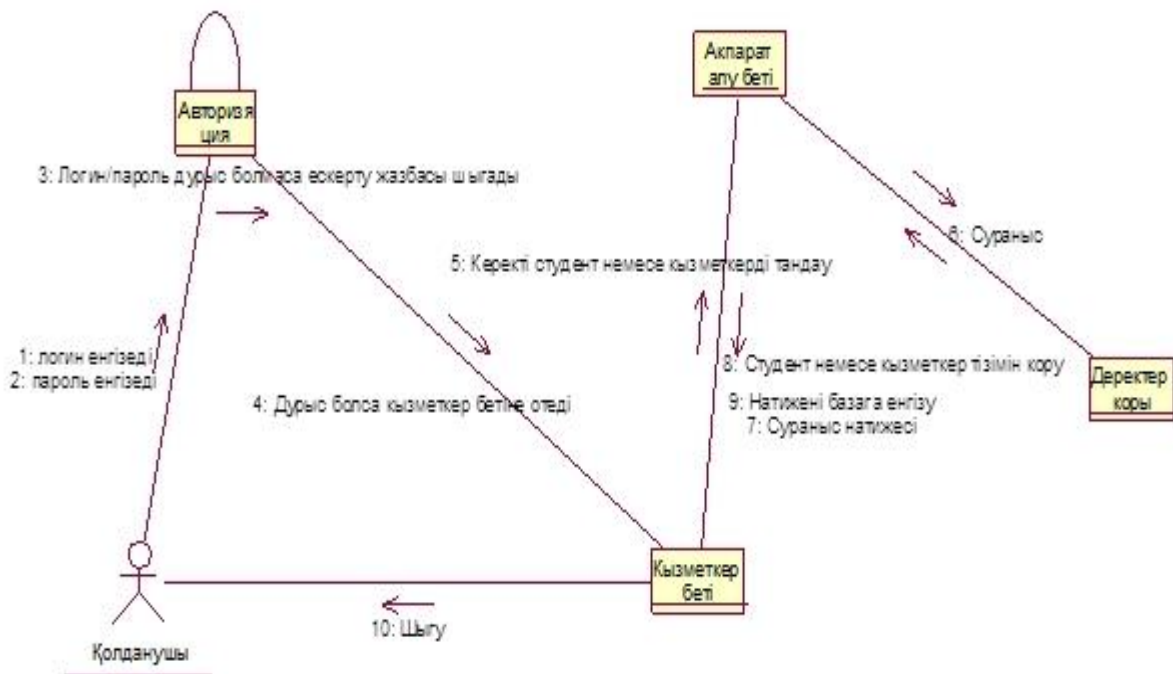 Акпарат
алу беті
Авториза
ция
3: Логин/пароль дурыс болмаса ескерту жазбасы шыгады
6: Сураныс
5: Керекті студент немесе кызметкерді тандау
1: логин енгізеді
2: пароль енгізеді
8: Студент немесе кызметкер тізімін кору
Деректер
коры
4: Дурыс болса кызметкер бетіне отеді
9: Натижені базага енгізу
7: Сураныс натижесі
Кызметкер
беті
10: Шыгу
Қолданушы